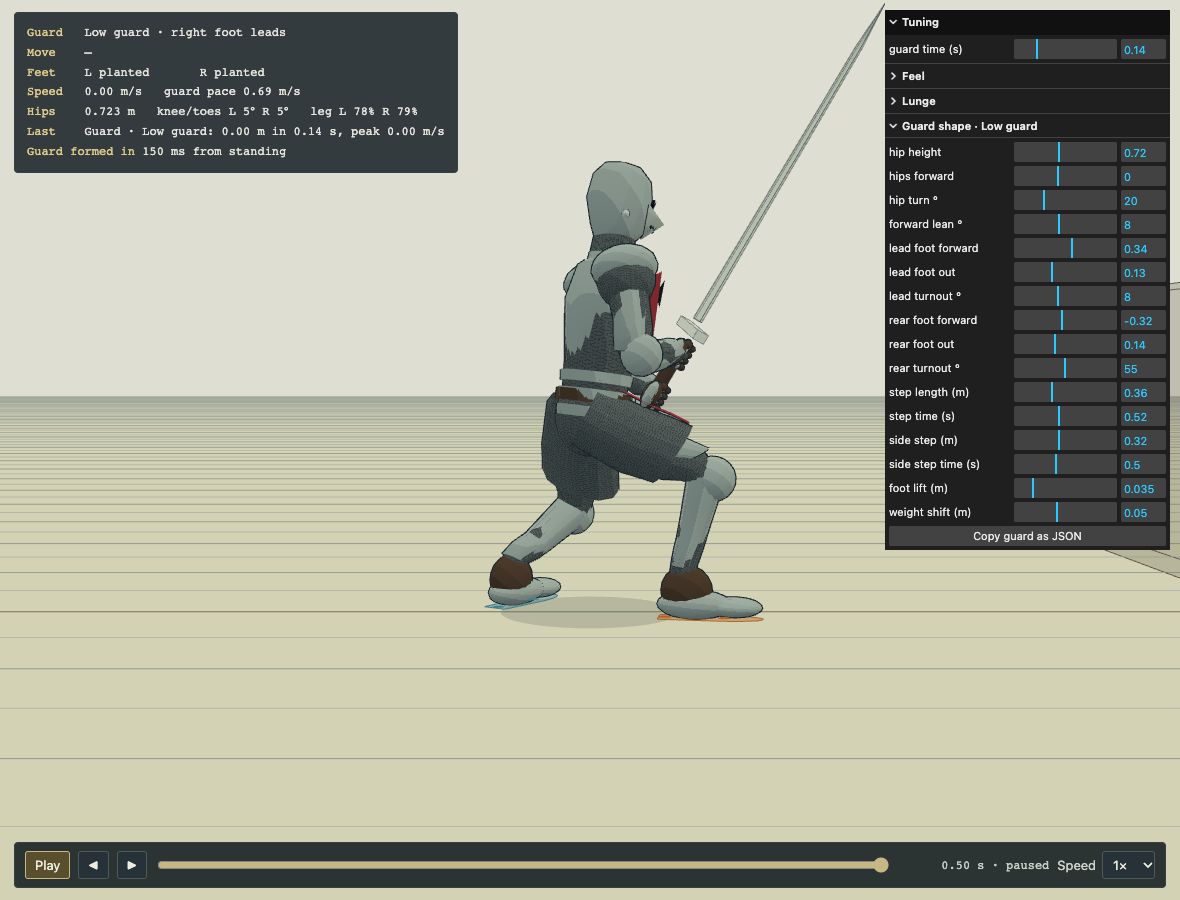 Guard Low guard · right foot leads
Move —
Feet L planted R planted
Speed 0.00 m/s guard pace 0.69 m/s
Hips 0.723 m knee/toes L 5° R 5° leg L 78% R 79%
Last Guard · Low guard: 0.00 m in 0.14 s, peak 0.00 m/s
Guard formed in 150 ms from standing
Tuning
guard time (s) 0.14
Feel
Lunge
Guard shape · Low guard
hip height 0.72
hips forward 0
hip turn ° 20
forward lean ° 8
lead foot forward 0.34
lead foot out 0.13
lead turnout ° 8
rear foot forward -0.32
rear foot out 0.14
rear turnout ° 55
step length (m) 0.36
step time (s) 0.52
side step (m) 0.32
side step time (s) 0.5
foot lift (m) 0.035
weight shift (m) 0.05
Copy guard as JSON
Play ◄ ► 0.50 s · paused Speed 1×